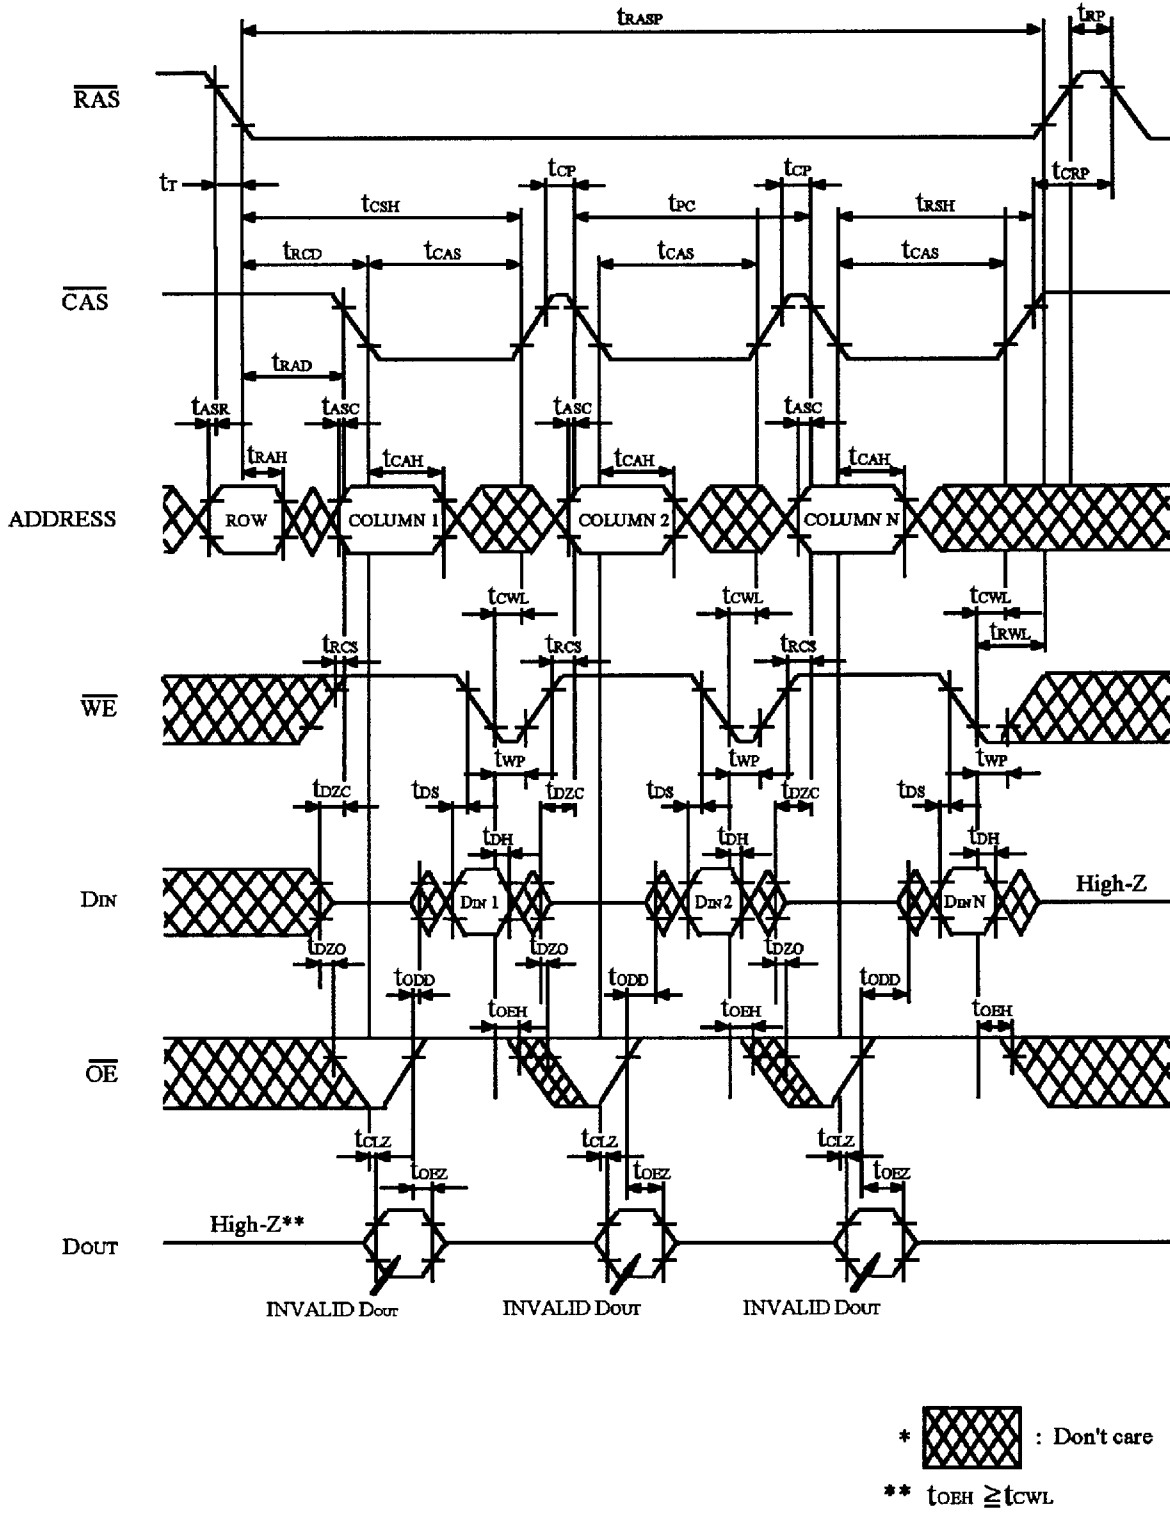 tRASP tRP
RAS
tT tCP tCP tCRP
tCSH tPC tRSH
tRCD tCAS tCAS tCAS
CAS
tRAD
tASR tASC tASC tASC
tRAH tCAH tCAH tCAH
ADDRESS ROW COLUMN 1 COLUMN 2 COLUMN N
tCWL tCWL tCWL
tRCS tRCS tRCS tRWL
WE
tWP tWP tWP
tDZC tDS tDZC tDS tDZC tDS
tDH tDH tDH
DIN DIN 1 DIN 2 DIN N High-Z
tDZO tDZO tDZO
tODD tODD tODD
tOEH tOEH tOEH
OE
tCLZ tCLZ tCLZ
tOEZ tOEZ tOEZ
High-Z**
DOUT
INVALID DOUT INVALID DOUT INVALID DOUT
* : Don't care
** tOEH ≧ tCWL